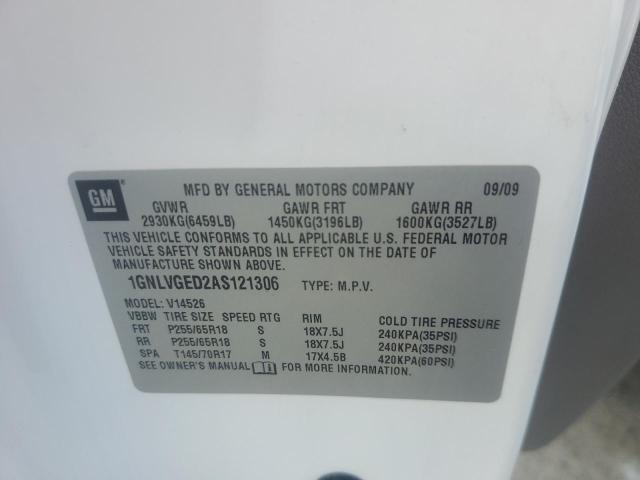 GM
MFD BY GENERAL MOTORS COMPANY 09/09
GVWR GAWR FRT GAWR RR
2930KG(6459LB) 1450KG(3196LB) 1600KG(3527LB)
THIS VEHICLE CONFORMS TO ALL APPLICABLE U.S. FEDERAL MOTOR
VEHICLE SAFETY STANDARDS IN EFFECT ON THE DATE OF
MANUFACTURE SHOWN ABOVE.
1GNLVGED2AS121306 TYPE: M.P.V.
MODEL: V14526
VBBW TIRE SIZE SPEED RTG RIM COLD TIRE PRESSURE
FRT P255/65R18 S 18X7.5J 240KPA(35PSI)
RR P255/65R18 S 18X7.5J 240KPA(35PSI)
SPA T145/70R17 M 17X4.5B 420KPA(60PSI)
SEE OWNER'S MANUAL FOR MORE INFORMATION.